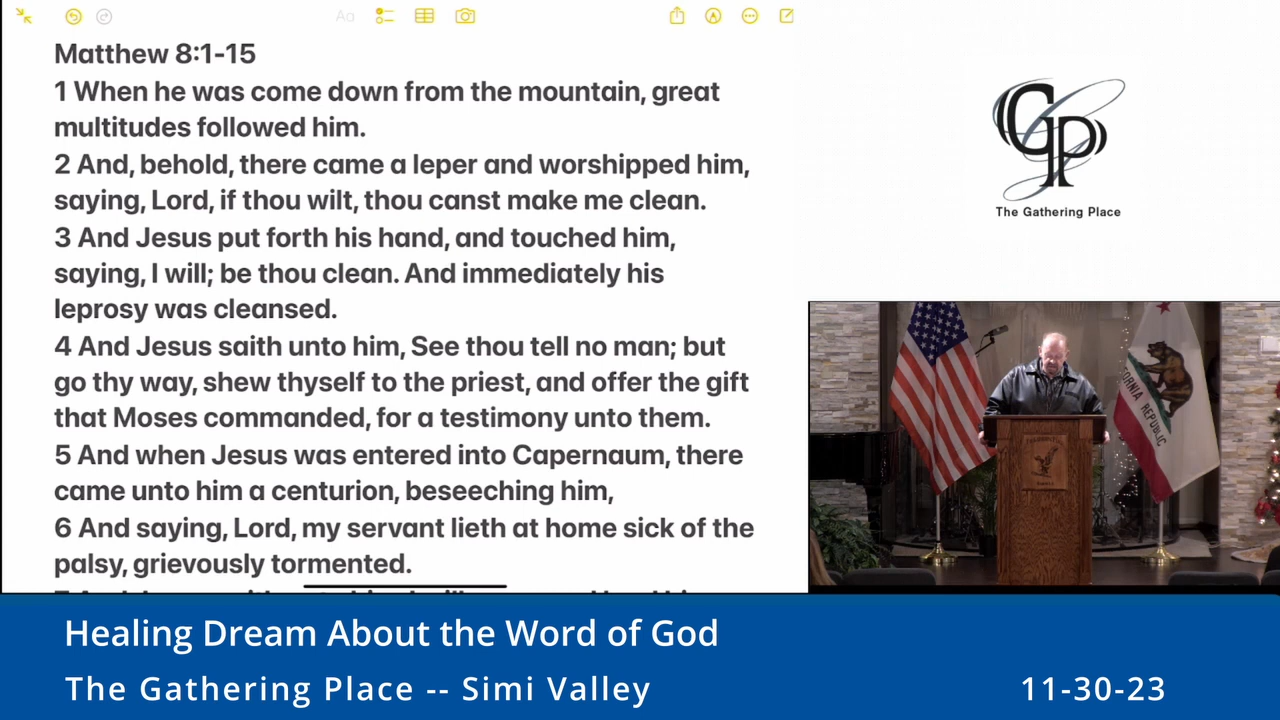 Aa
Matthew 8:1-15
1 When he was come down from the mountain, great
multitudes followed him.
2 And, behold, there came a leper and worshipped him,
saying, Lord, if thou wilt, thou canst make me clean.
3 And Jesus put forth his hand, and touched him,
saying, I will; be thou clean. And immediately his
leprosy was cleansed.
4 And Jesus saith unto him, See thou tell no man; but
go thy way, shew thyself to the priest, and offer the gift
that Moses commanded, for a testimony unto them.
5 And when Jesus was entered into Capernaum, there
came unto him a centurion, beseeching him,
6 And saying, Lord, my servant lieth at home sick of the
palsy, grievously tormented.
GP
The Gathering Place
FORNIA REPUBLIC
Healing Dream About the Word of God
The Gathering Place -- Simi Valley
11-30-23